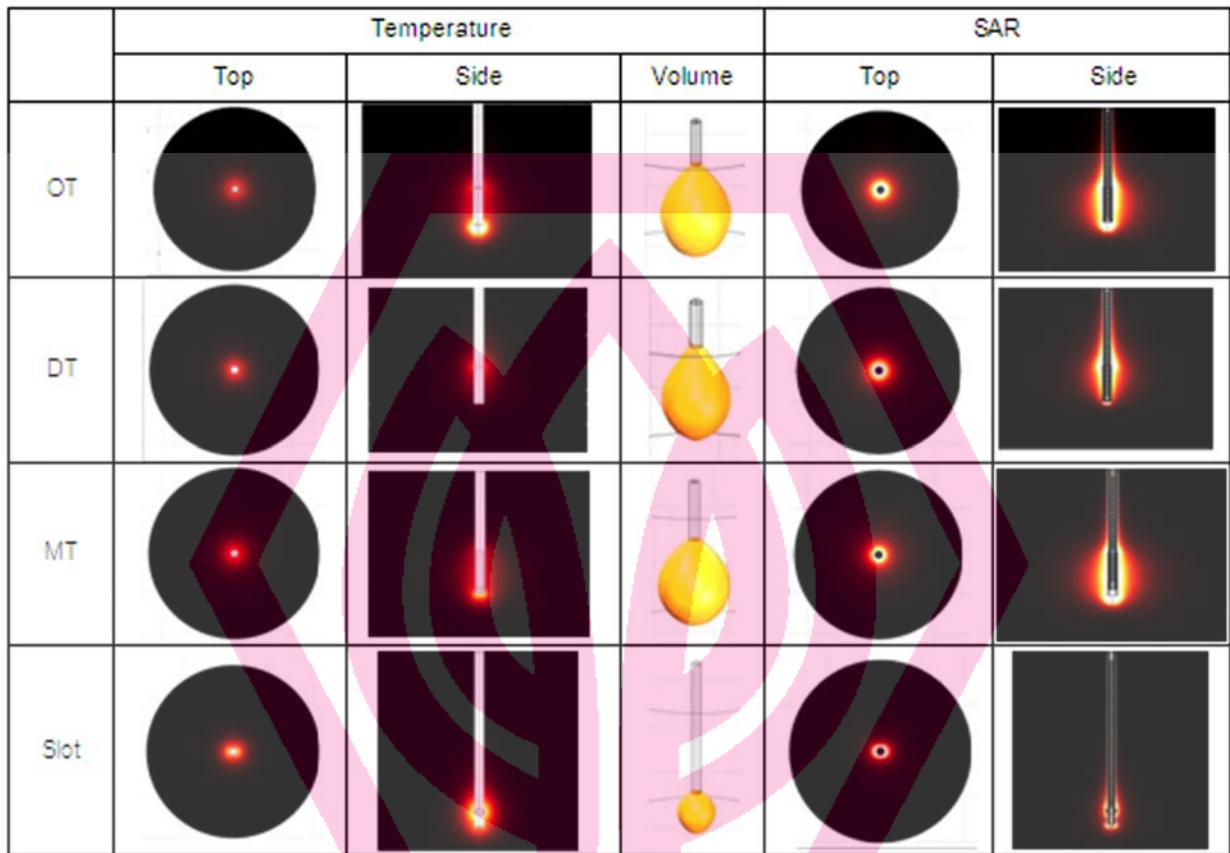 Temperature SAR
Top Side Volume Top Side
OT
DT
MT
Slot